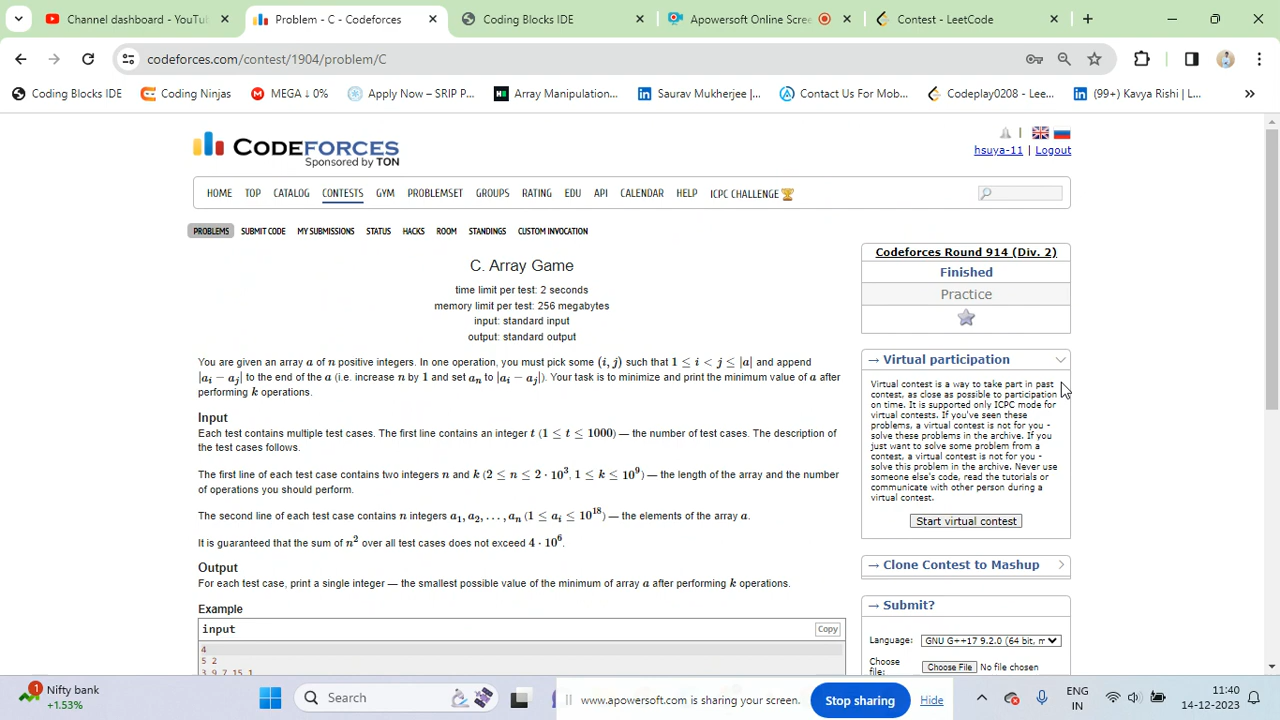 Channel dashboard - YouTu
Problem - C - Codeforces
Coding Blocks IDE
Apowersoft Online Scree
Contest - LeetCode
codeforces.com/contest/1904/problem/C
Coding Blocks IDE
Coding Ninjas
MEGA ↓ 0%
Apply Now – SRIP P...
Array Manipulation...
Saurav Mukherjee |...
Contact Us For Mob...
Codeplay0208 - Lee...
(99+) Kavya Rishi | L...
»
CODEFORCES
Sponsored by TON
hsuya-11 | Logout
HOME TOP CATALOG CONTESTS GYM PROBLEMSET GROUPS RATING EDU API CALENDAR HELP ICPC CHALLENGE
PROBLEMS SUBMIT CODE MY SUBMISSIONS STATUS HACKS ROOM STANDINGS CUSTOM INVOCATION
C. Array Game
time limit per test: 2 seconds
memory limit per test: 256 megabytes
input: standard input
output: standard output
You are given an array a of n positive integers. In one operation, you must pick some (i, j) such that 1 ≤ i < j ≤ |a| and append
|a_i − a_j| to the end of the a (i.e. increase n by 1 and set a_n to |a_i − a_j|). Your task is to minimize and print the minimum value of a after
performing k operations.
Input
Each test contains multiple test cases. The first line contains an integer t (1 ≤ t ≤ 1000) — the number of test cases. The description of
the test cases follows.
The first line of each test case contains two integers n and k (2 ≤ n ≤ 2 · 10^3, 1 ≤ k ≤ 10^9) — the length of the array and the number
of operations you should perform.
The second line of each test case contains n integers a_1, a_2, . . . , a_n (1 ≤ a_i ≤ 10^18) — the elements of the array a.
It is guaranteed that the sum of n^2 over all test cases does not exceed 4 · 10^6.
Output
For each test case, print a single integer — the smallest possible value of the minimum of array a after performing k operations.
Example
input
Copy
4
5 2
3 9 7 15 1
Codeforces Round 914 (Div. 2)
Finished
Practice
→ Virtual participation
Virtual contest is a way to take part in past
contest, as close as possible to participation
on time. It is supported only ICPC mode for
virtual contests. If you've seen these
problems, a virtual contest is not for you -
solve these problems in the archive. If you
just want to solve some problem from a
contest, a virtual contest is not for you -
solve this problem in the archive. Never use
someone else's code, read the tutorials or
communicate with other person during a
virtual contest.
Start virtual contest
→ Clone Contest to Mashup
→ Submit?
Language: GNU G++17 9.2.0 (64 bit, m
Choose
file:
Choose File No file chosen
1
Nifty bank
+1.53%
Search
www.apowersoft.com is sharing your screen.
Stop sharing
Hide
ENG
IN
11:40
14-12-2023